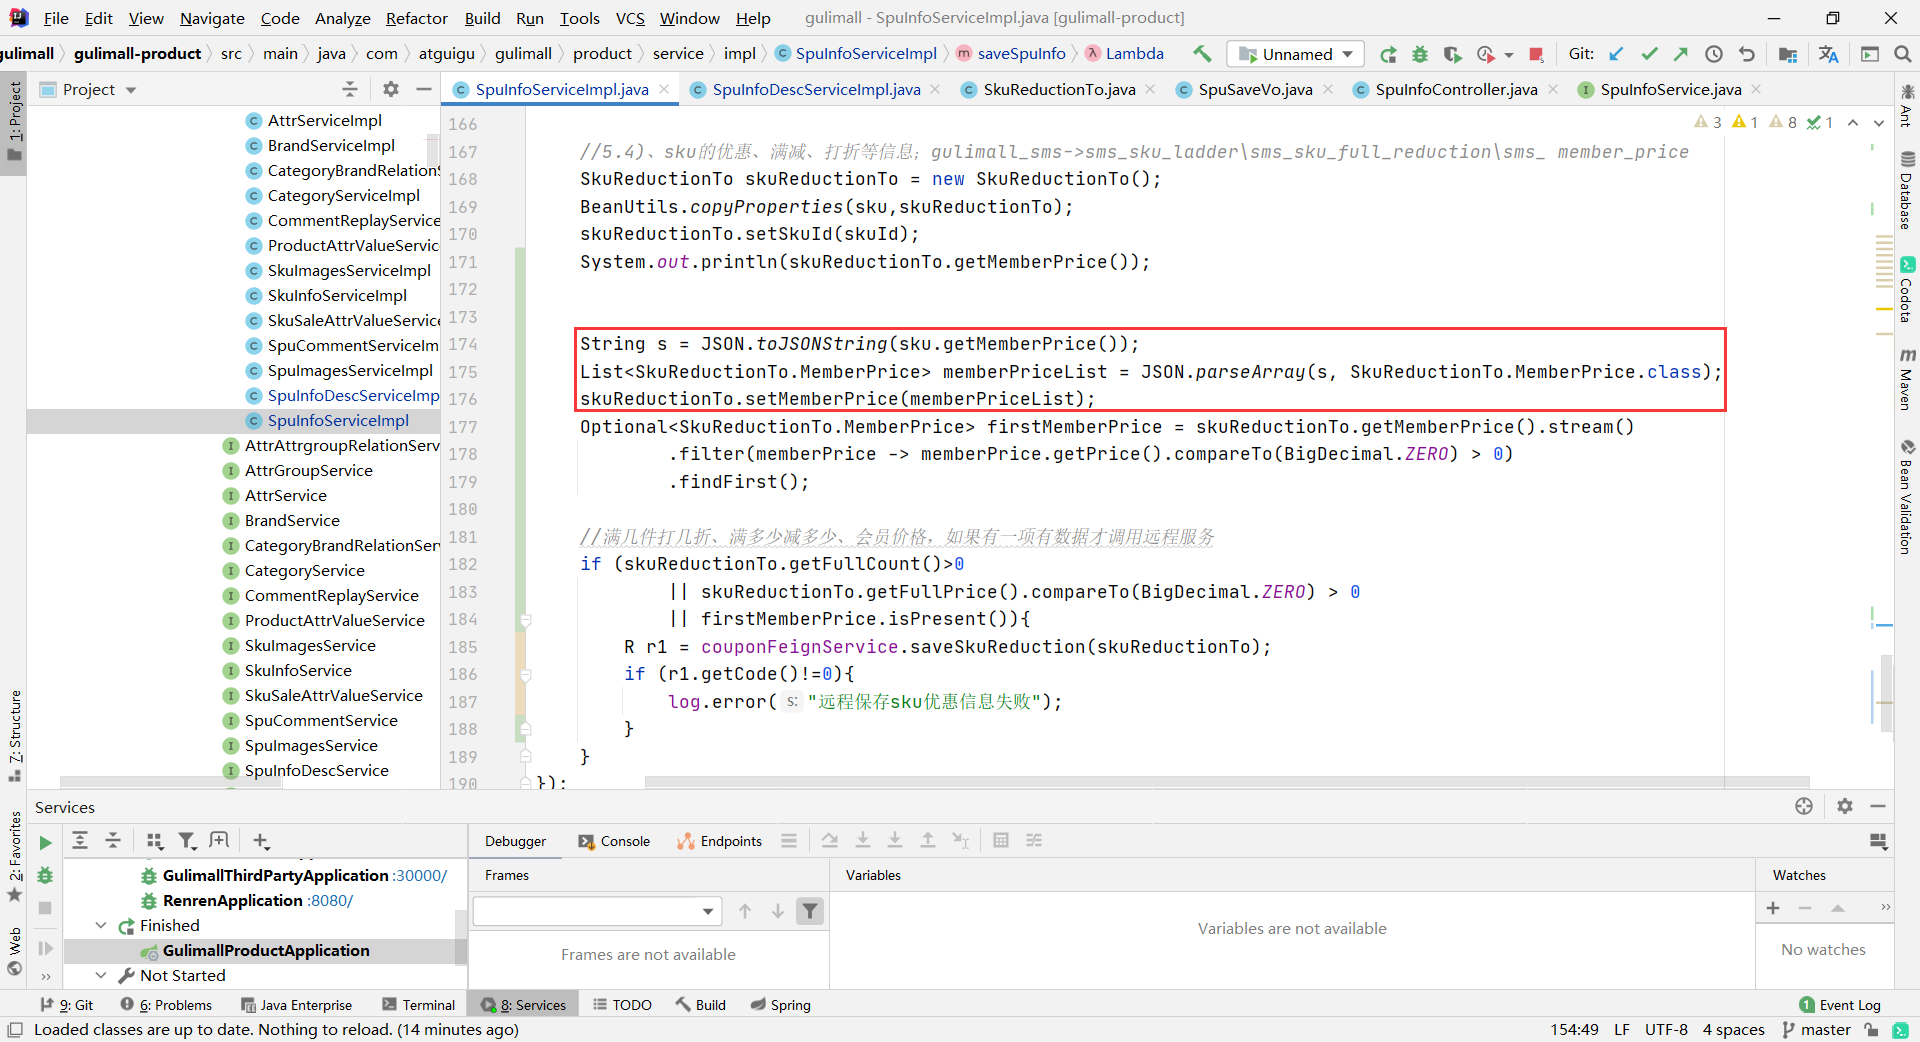 File Edit View Navigate Code Analyze Refactor Build Run Tools VCS Window Help gulimall - SpuInfoServiceImpl.java [gulimall-product]
gulimall gulimall-product src main java com atguigu gulimall product service impl SpuInfoServiceImpl saveSpuInfo Lambda Unnamed Git:
Project
SpuInfoServiceImpl.java SpuInfoDescServiceImpl.java SkuReductionTo.java SpuSaveVo.java SpuInfoController.java SpuInfoService.java
1: Project
7: Structure
2: Favorites
Web
AttrServiceImpl
BrandServiceImpl
CategoryBrandRelationS
CategoryServiceImpl
CommentReplayService
ProductAttrValueServic
SkuImagesServiceImpl
SkuInfoServiceImpl
SkuSaleAttrValueService
SpuCommentServiceIm
SpuImagesServiceImpl
SpuInfoDescServiceImp
SpuInfoServiceImpl
AttrAttrgroupRelationServ
AttrGroupService
AttrService
BrandService
CategoryBrandRelationSer
CategoryService
CommentReplayService
ProductAttrValueService
SkuImagesService
SkuInfoService
SkuSaleAttrValueService
SpuCommentService
SpuImagesService
SpuInfoDescService
3 1 8 1
166
167 //5.4)、sku的优惠、满减、打折等信息；gulimall_sms->sms_sku_ladder\sms_sku_full_reduction\sms_ member_price
168 SkuReductionTo skuReductionTo = new SkuReductionTo();
169 BeanUtils.copyProperties(sku,skuReductionTo);
170 skuReductionTo.setSkuId(skuId);
171 System.out.println(skuReductionTo.getMemberPrice());
172
173
174 String s = JSON.toJSONString(sku.getMemberPrice());
175 List<SkuReductionTo.MemberPrice> memberPriceList = JSON.parseArray(s, SkuReductionTo.MemberPrice.class);
176 skuReductionTo.setMemberPrice(memberPriceList);
177 Optional<SkuReductionTo.MemberPrice> firstMemberPrice = skuReductionTo.getMemberPrice().stream()
178 .filter(memberPrice -> memberPrice.getPrice().compareTo(BigDecimal.ZERO) > 0)
179 .findFirst();
180
181 //满几件打几折、满多少减多少、会员价格，如果有一项有数据才调用远程服务
182 if (skuReductionTo.getFullCount()>0
183 || skuReductionTo.getFullPrice().compareTo(BigDecimal.ZERO) > 0
184 || firstMemberPrice.isPresent()){
185 R r1 = couponFeignService.saveSkuReduction(skuReductionTo);
186 if (r1.getCode()!=0){
187 log.error( s: "远程保存sku优惠信息失败");
188 }
189 }
190 });
Ant
Database
Codota
Maven
Bean Validation
Services
Debugger Console Endpoints
Frames Variables Watches
GulimallThirdPartyApplication :30000/
RenrenApplication :8080/
Finished
GulimallProductApplication
Not Started
Frames are not available
Variables are not available
No watches
9: Git 6: Problems Java Enterprise Terminal 8: Services TODO Build Spring 1 Event Log
Loaded classes are up to date. Nothing to reload. (14 minutes ago) 154:49 LF UTF-8 4 spaces master